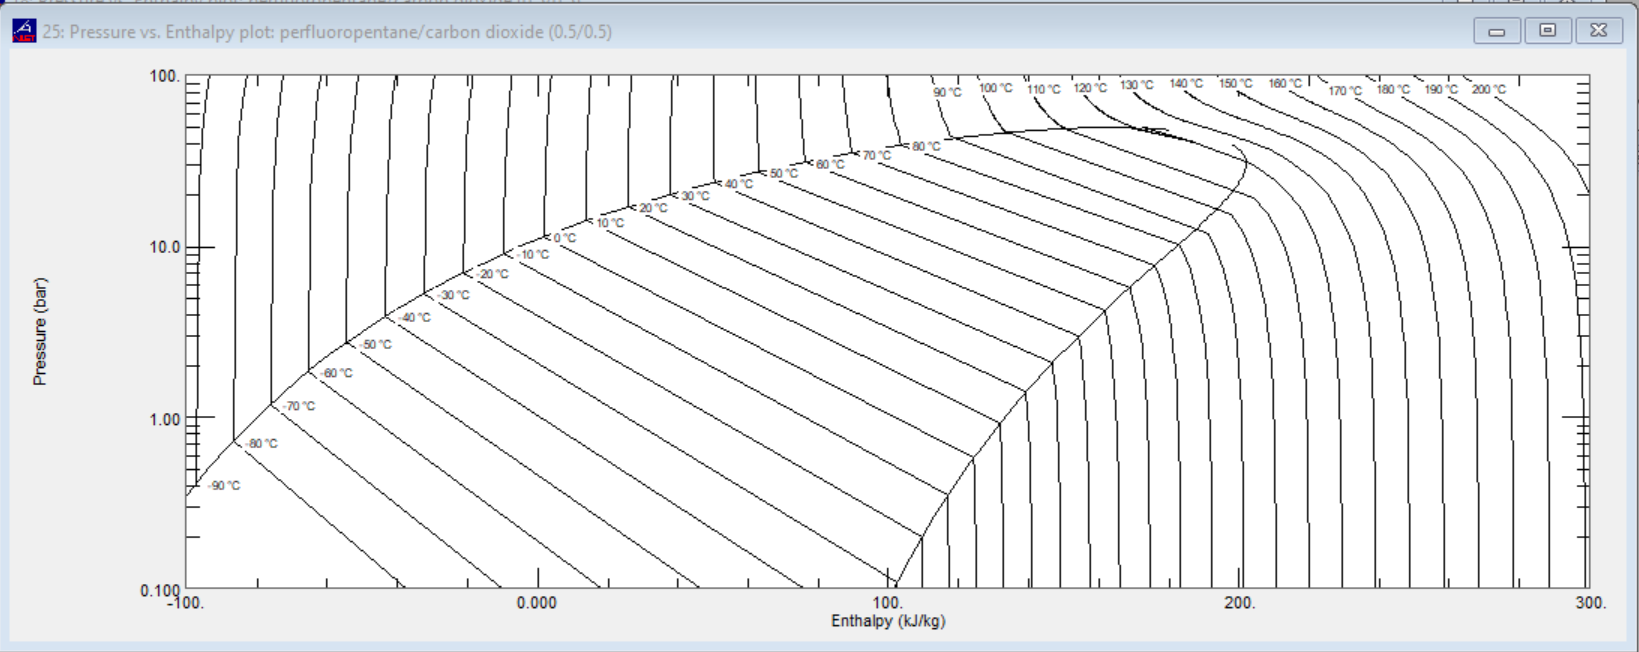 25: Pressure vs. Enthalpy plot: perfluoropentane/carbon dioxide (0.5/0.5)
100.
90 °C
100 °C
110 °C
120 °C
130 °C
140 °C
150 °C
160 °C
170 °C
180 °C
190 °C
200 °C
80 °C
70 °C
60 °C
50 °C
40 °C
30 °C
20 °C
10 °C
0 °C
10.0
-10 °C
-20 °C
-30 °C
-40 °C
-50 °C
-60 °C
-70 °C
1.00
-80 °C
-90 °C
0.100
Pressure (bar)
-100.
0.000
100.
200.
300.
Enthalpy (kJ/kg)